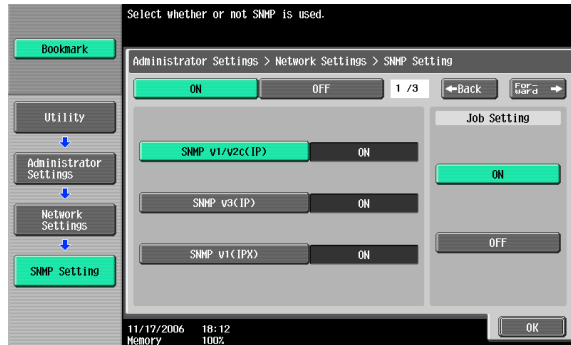 Select whether or not SNMP is used.
Bookmark
Administrator Settings > Network Settings > SNMP Setting
ON OFF 1 /3 ←Back For-ward →
Utility
Job Setting
SNMP v1/v2c(IP) ON
Administrator
Settings
ON
SNMP v3(IP) ON
Network
Settings
OFF
SNMP v1(IPX) ON
SNMP Setting
11/17/2006 18:12
Memory 100%
OK